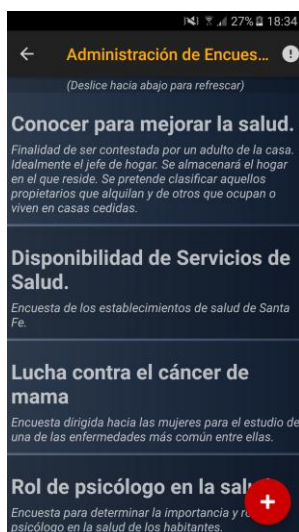 27% 18:34
Administración de Encues...
(Deslice hacia abajo para refrescar)
Conocer para mejorar la salud.
Finalidad de ser contestada por un adulto de la casa.
Idealmente el jefe de hogar. Se almacenará el hogar
en el que reside. Se pretende clasificar aquellos
propietarios que alquilan y de otros que ocupan o
viven en casas cedidas.
Disponibilidad de Servicios de
Salud.
Encuesta de los establecimientos de salud de Santa
Fe.
Lucha contra el cáncer de
mama
Encuesta dirigida hacia las mujeres para el estudio de
una de las enfermedades más común entre ellas.
Rol de psicólogo en la
Encuesta para determinar la importancia y
psicólogo en la salud de los habitantes.